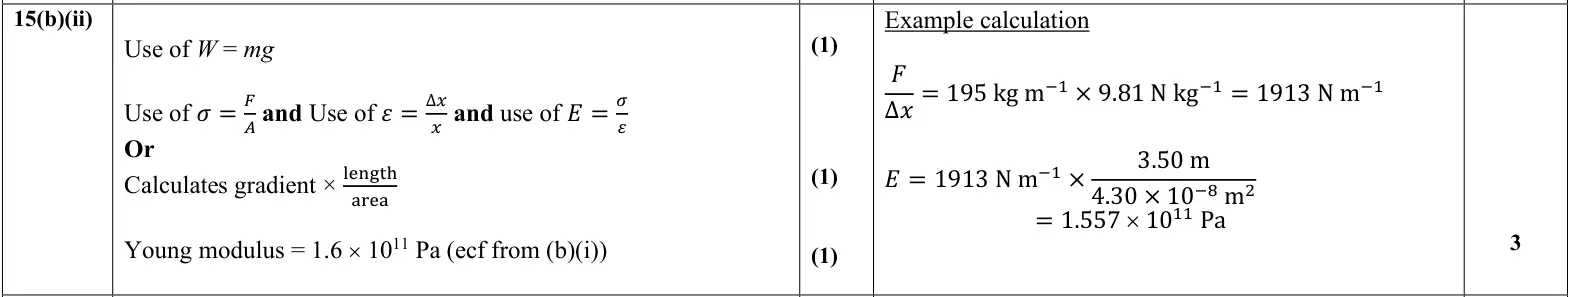 15(b)(ii)
Use of W = mg
(1)
Use of σ = F/A and Use of ε = Δx/x and use of E = σ/ε
Or
Calculates gradient × length/area
(1)
Young modulus = 1.6 × 10¹¹ Pa (ecf from (b)(i))
(1)
Example calculation
F/Δx = 195 kg m⁻¹ × 9.81 N kg⁻¹ = 1913 N m⁻¹
E = 1913 N m⁻¹ × 3.50 m/4.30 × 10⁻⁸ m²
= 1.557 × 10¹¹ Pa
3